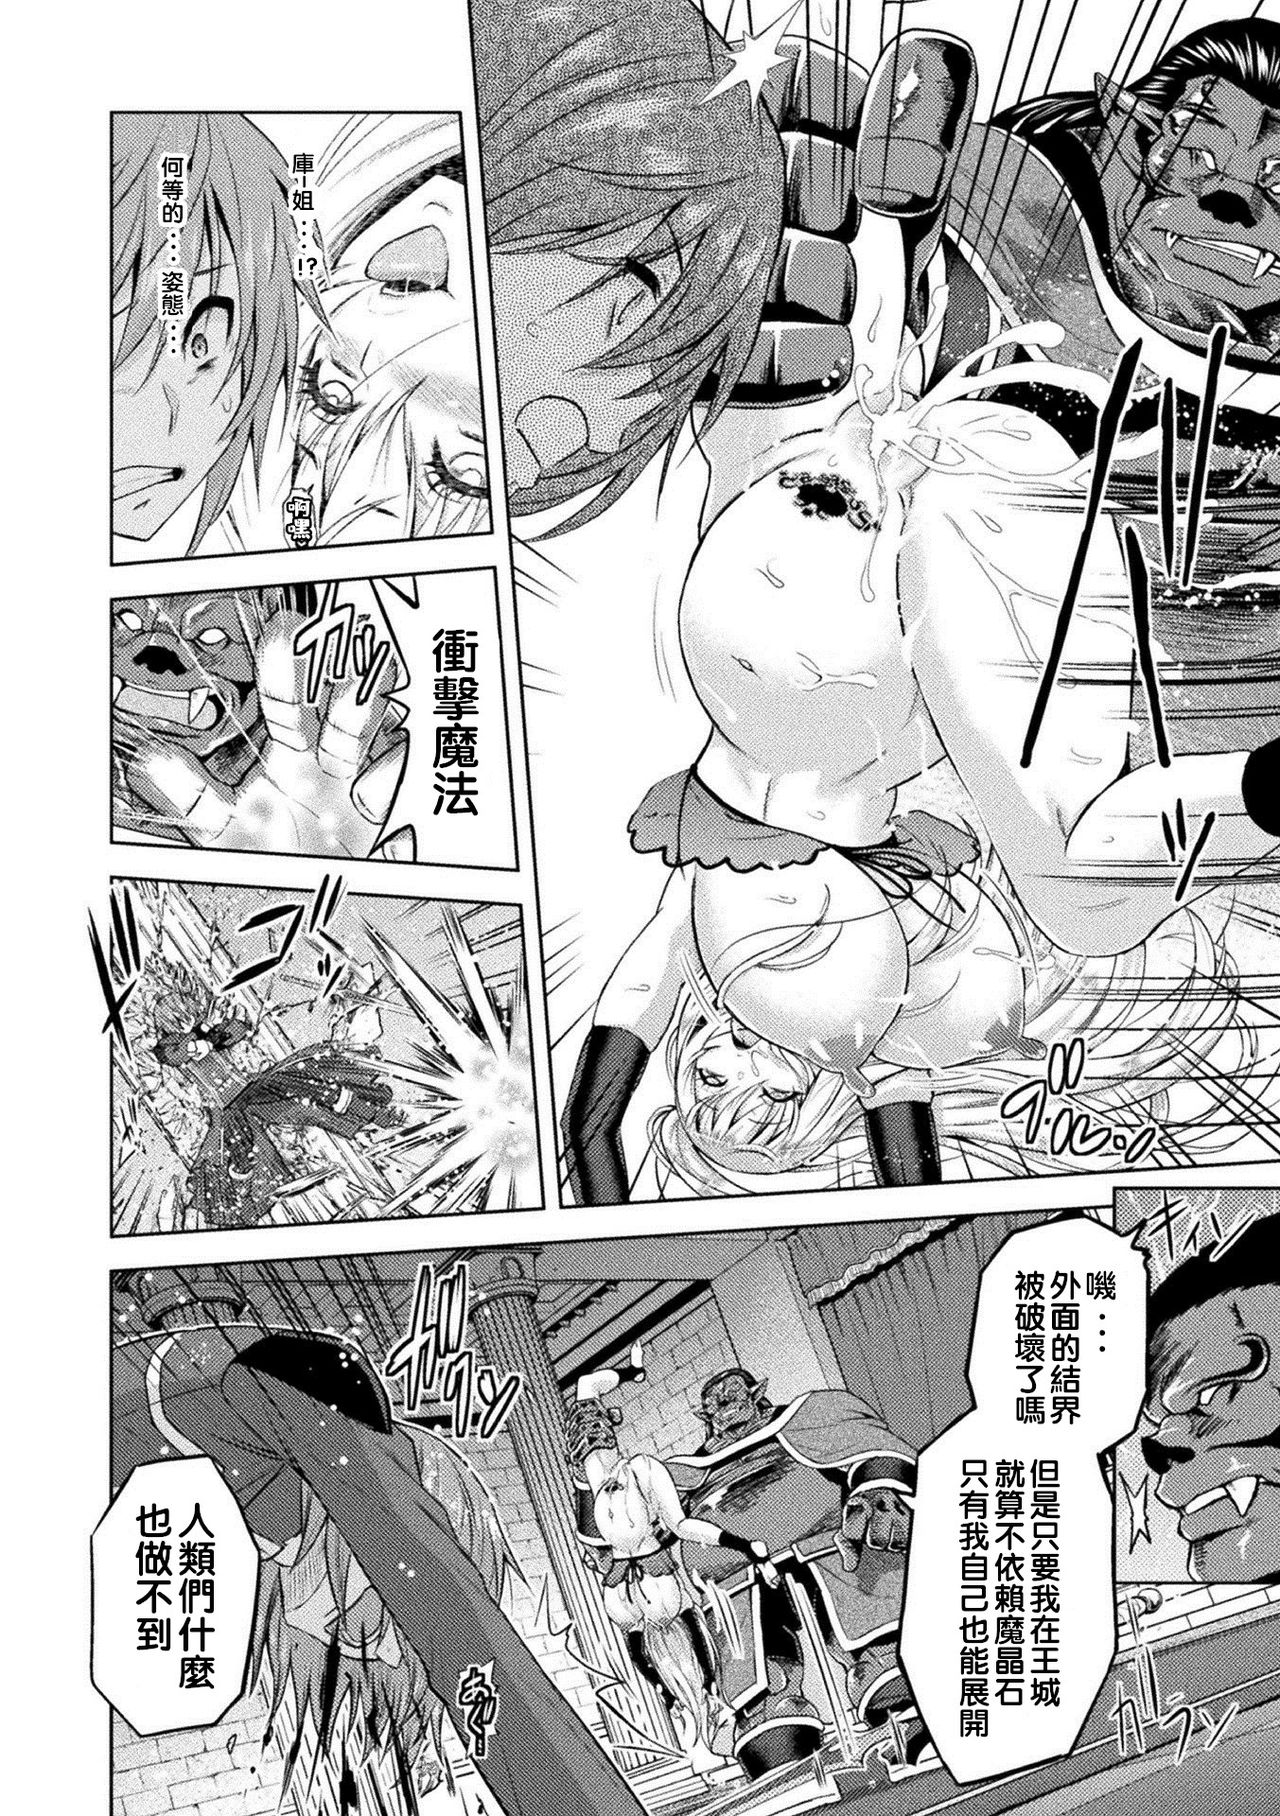 庫-姐
・・・・!?
何等的・・・姿態・・・
啊嘿♡
衝擊魔法
嘰・・・
外面的結界
被破壞了嗎
但是只要我在王城
就算不依賴魔晶石
只有我自己也能展開
人類們什麼
也做不到